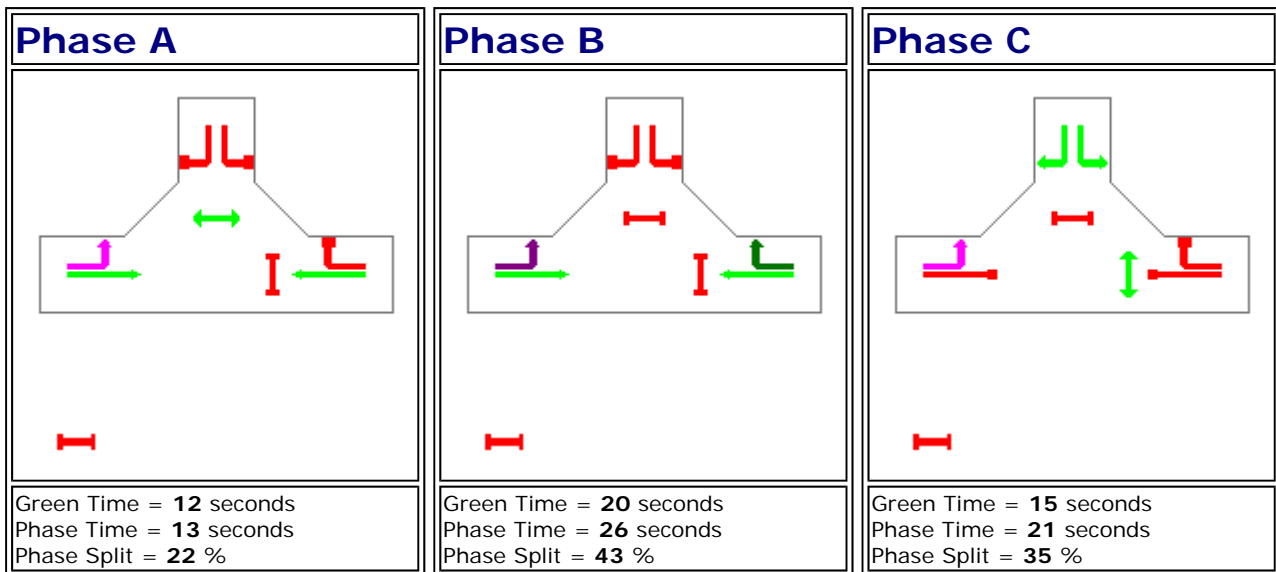 Phase A
Green Time = 12 seconds
Phase Time = 13 seconds
Phase Split = 22 %
Phase B
Green Time = 20 seconds
Phase Time = 26 seconds
Phase Split = 43 %
Phase C
Green Time = 15 seconds
Phase Time = 21 seconds
Phase Split = 35 %